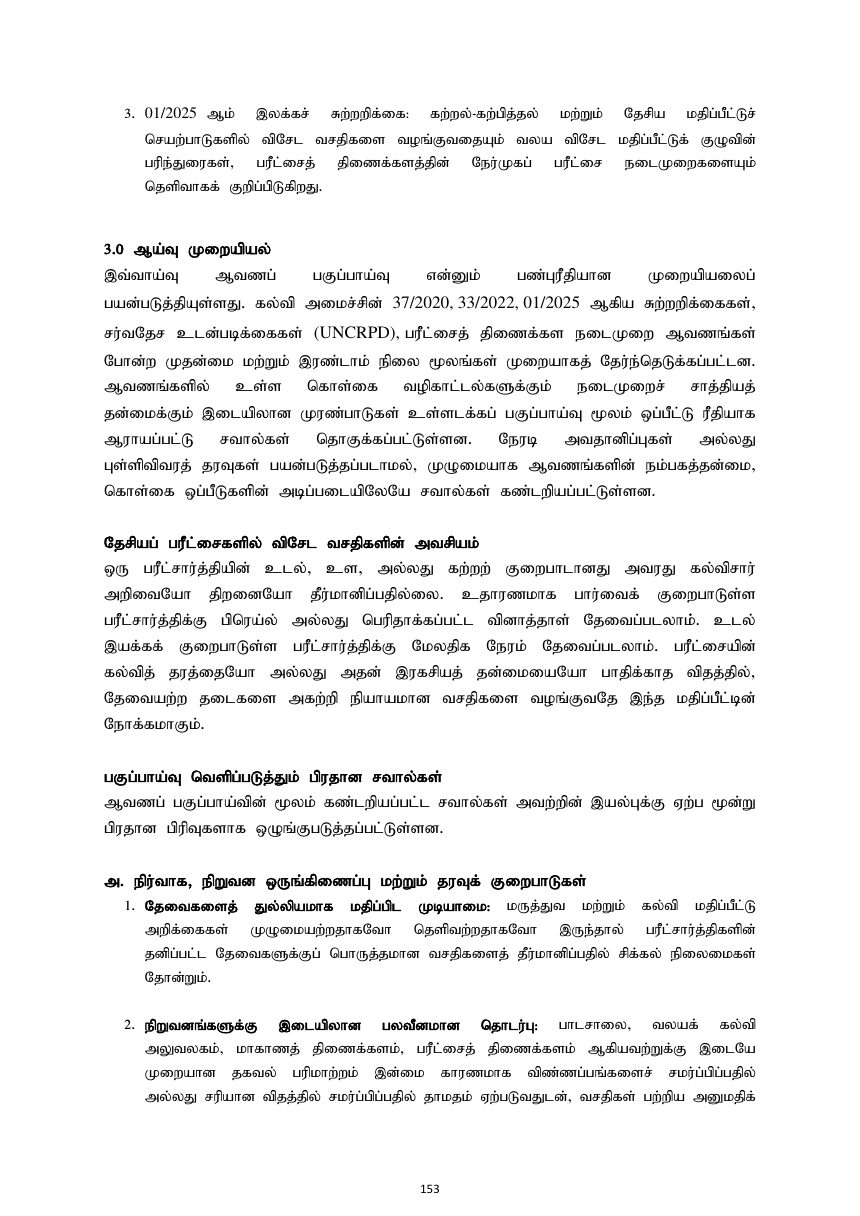 3. 01/2025 ஆம் இலக்கச் சுற்றறிக்கை: கற்றல்-கற்பித்தல் மற்றும் தேசிய மதிப்பீட்டுச்
செயற்பாடுகளில் விசேட வசதிகளை வழங்குவதையும் வலய விசேட மதிப்பீட்டுக் குழுவின்
பரிந்துரைகள், பரீட்சைத் திணைக்களத்தின் நேர்முகப் பரீட்சை நடைமுறைகளையும்
தெளிவாகக் குறிப்பிடுகிறது.
3.0 ஆய்வு முறையியல்
இவ்வாய்வு ஆவணப் பகுப்பாய்வு என்னும் பண்புரீதியான முறையியலைப்
பயன்படுத்தியுள்ளது. கல்வி அமைச்சின் 37/2020, 33/2022, 01/2025 ஆகிய சுற்றறிக்கைகள்,
சர்வதேச உடன்படிக்கைகள் (UNCRPD), பரீட்சைத் திணைக்கள நடைமுறை ஆவணங்கள்
போன்ற முதன்மை மற்றும் இரண்டாம் நிலை மூலங்கள் முறையாகத் தேர்ந்தெடுக்கப்பட்டன.
ஆவணங்களில் உள்ள கொள்கை வழிகாட்டல்களுக்கும் நடைமுறைச் சாத்தியத்
தன்மைக்கும் இடையிலான முரண்பாடுகள் உள்ளடக்கப் பகுப்பாய்வு மூலம் ஒப்பீட்டு ரீதியாக
ஆராயப்பட்டு சவால்கள் தொகுக்கப்பட்டுள்ளன. நேரடி அவதானிப்புகள் அல்லது
புள்ளிவிவரத் தரவுகள் பயன்படுத்தப்படாமல், முழுமையாக ஆவணங்களின் நம்பகத்தன்மை,
கொள்கை ஒப்பீடுகளின் அடிப்படையிலேயே சவால்கள் கண்டறியப்பட்டுள்ளன.
தேசியப் பரீட்சைகளில் விசேட வசதிகளின் அவசியம்
ஒரு பரீட்சார்த்தியின் உடல், உள, அல்லது கற்றற் குறைபாடானது அவரது கல்விசார்
அறிவையோ திறனையோ தீர்மானிப்பதில்லை. உதாரணமாக பார்வைக் குறைபாடுள்ள
பரீட்சார்த்திக்கு பிரெய்ல் அல்லது பெரிதாக்கப்பட்ட வினாத்தாள் தேவைப்படலாம். உடல்
இயக்கக் குறைபாடுள்ள பரீட்சார்த்திக்கு மேலதிக நேரம் தேவைப்படலாம். பரீட்சையின்
கல்வித் தரத்தையோ அல்லது அதன் இரகசியத் தன்மையையோ பாதிக்காத விதத்தில்,
தேவையற்ற தடைகளை அகற்றி நியாயமான வசதிகளை வழங்குவதே இந்த மதிப்பீட்டின்
நோக்கமாகும்.
பகுப்பாய்வு வெளிப்படுத்தும் பிரதான சவால்கள்
ஆவணப் பகுப்பாய்வின் மூலம் கண்டறியப்பட்ட சவால்கள் அவற்றின் இயல்புக்கு ஏற்ப மூன்று
பிரதான பிரிவுகளாக ஒழுங்குபடுத்தப்பட்டுள்ளன.
அ. நிர்வாக, நிறுவன ஒருங்கிணைப்பு மற்றும் தரவுக் குறைபாடுகள்
1. தேவைகளைத் துல்லியமாக மதிப்பிட முடியாமை: மருத்துவ மற்றும் கல்வி மதிப்பீட்டு
அறிக்கைகள் முழுமையற்றதாகவோ தெளிவற்றதாகவோ இருந்தால் பரீட்சார்த்திகளின்
தனிப்பட்ட தேவைகளுக்குப் பொருத்தமான வசதிகளைத் தீர்மானிப்பதில் சிக்கல் நிலைமைகள்
தோன்றும்.
2. நிறுவனங்களுக்கு இடையிலான பலவீனமான தொடர்பு: பாடசாலை, வலயக் கல்வி
அலுவலகம், மாகாணத் திணைக்களம், பரீட்சைத் திணைக்களம் ஆகியவற்றுக்கு இடையே
முறையான தகவல் பரிமாற்றம் இன்மை காரணமாக விண்ணப்பங்களைச் சமர்ப்பிப்பதில்
அல்லது சரியான விதத்தில் சமர்ப்பிப்பதில் தாமதம் ஏற்படுவதுடன், வசதிகள் பற்றிய அனுமதிக்
153